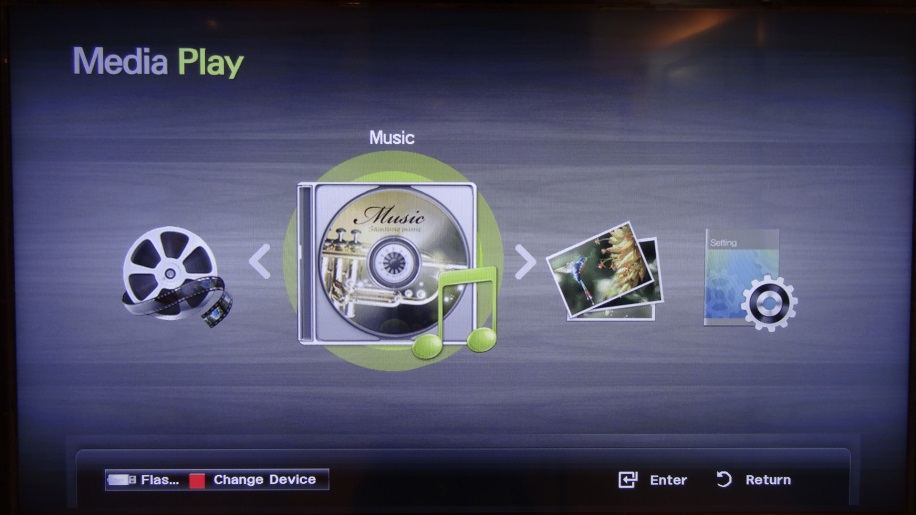 Media Play
Music
Music
Setting
Flas... Change Device Enter Return